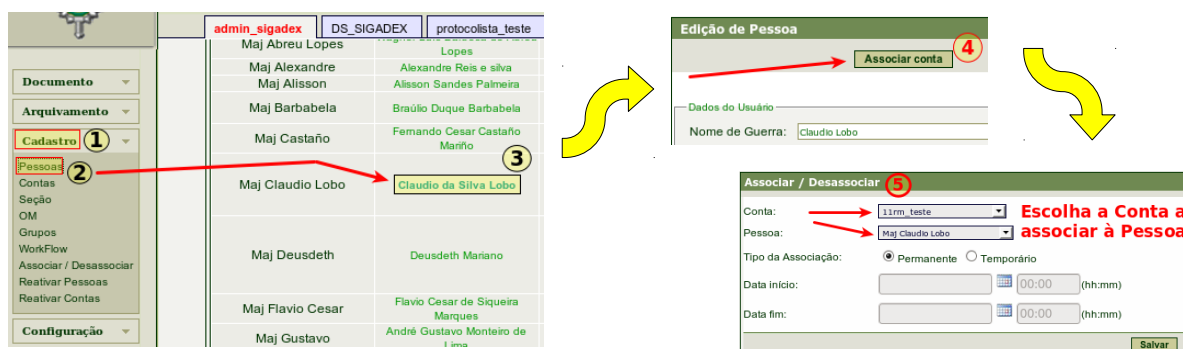 admin_sigadex
DS_SIGADEX
protocolista_teste
Documento
Arquivamento
Cadastro
1
Pessoas
2
Contas
Seção
OM
Grupos
WorkFlow
Associar / Desassociar
Reativar Pessoas
Reativar Contas
Configuração
Maj Abreu Lopes
Lopes
Maj Alexandre
Alexandre Reis e silva
Maj Alisson
Alisson Sandes Palmeira
Maj Barbabela
Braúlio Duque Barbabela
Maj Castaño
Fernando Cesar Castaño
Mariño
3
Maj Claudio Lobo
Claudio da Silva Lobo
Maj Deusdeth
Deusdeth Mariano
Maj Flavio Cesar
Flavio Cesar de Siqueira
Marques
Maj Gustavo
André Gustavo Monteiro de
Lima
Edição de Pessoa
4
Associar conta
Dados do Usuário
Nome de Guerra:
Claudio Lobo
Associar / Desassociar
5
Conta:
11rm_teste
Escolha a Conta a
Pessoa:
Maj Claudio Lobo
associar à Pessoa
Tipo da Associação:
Permanente
Temporário
Data início:
00:00
(hh:mm)
Data fim:
00:00
(hh:mm)
Salvar